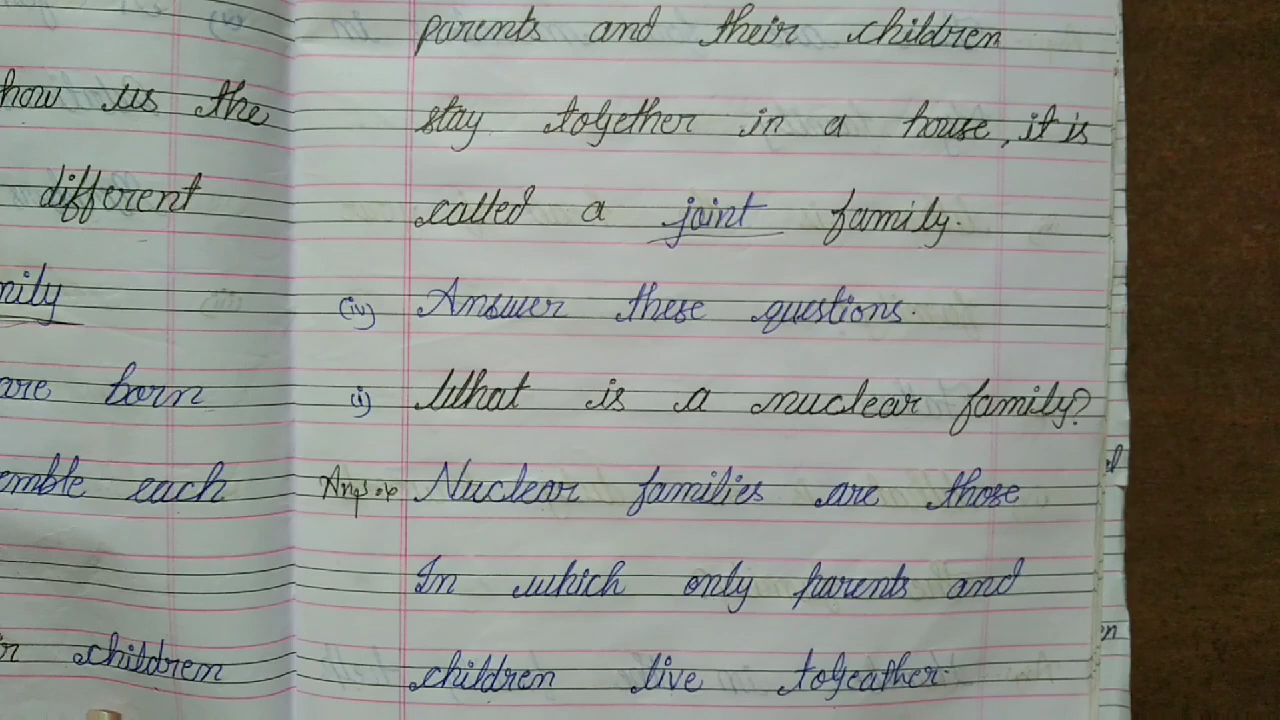 how us the
different
nily
are born
emble each
r children
parents and their children
stay together in a house, it is
called a joint family.
(iv) Answer these questions.
(i) What is a nuclear family?
Ans:- Nuclear families are those
In which only parents and
children live togeather.